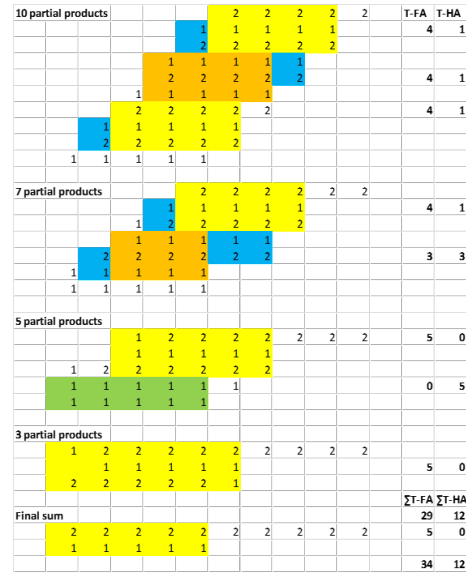 10 partial products 2 2 2 2 2 T-FA T-HA
1 1 1 1 1 4 1
2 2 2 2 2
1 1 1 1 1
2 2 2 2 2 4 1
1 1 1 1 1
2 2 2 2 2 4 1
1 1 1 1 1
2 2 2 2 2
1 1 1 1 1
7 partial products 2 2 2 2 2 2
1 1 1 1 1 4 1
1 2 2 2 2 2
1 1 1 1 1
2 2 2 2 2 2 3 3
1 1 1 1 1
1 1 1 1 1
5 partial products
1 2 2 2 2 2 2 2 5 0
1 1 1 1 1
1 2 2 2 2 2 2
1 1 1 1 1 1 0 5
1 1 1 1 1
3 partial products
1 2 2 2 2 2 2 2 2 2
1 1 1 1 1 5 0
2 2 2 2 2 1
∑T-FA ∑T-HA
Final sum 29 12
2 2 2 2 2 2 2 2 2 2 5 0
1 1 1 1 1
34 12